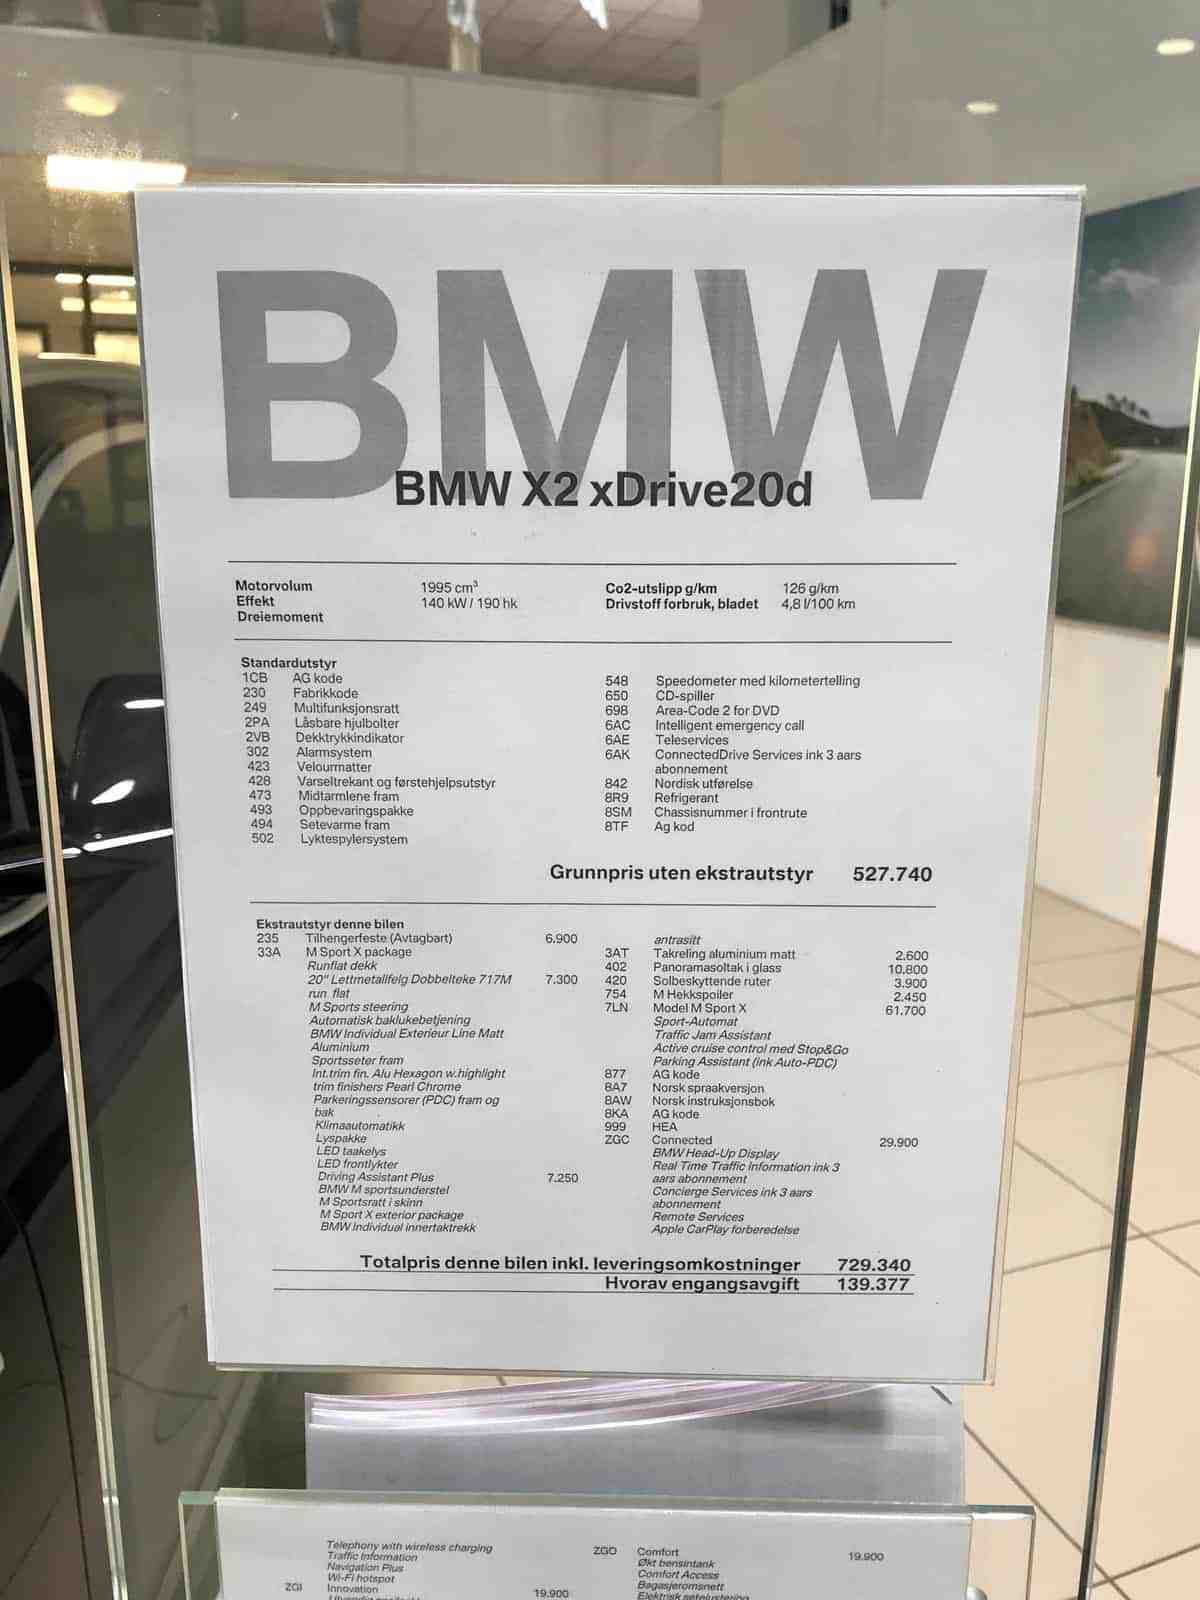 BMW
BMW X2 xDrive20d
Motorvolum 1995 cm³
Effekt 140 kW / 190 hk
Dreiemoment
Co2-utslipp g/km 126 g/km
Drivstoff forbruk, bladet 4,8 l/100 km
Standardutstyr
1CB AG kode
230 Fabrikkode
249 Multifunksjonsratt
2PA Låsbare hjulbolter
2VB Dekktrykkindikator
302 Alarmsystem
423 Velourmatter
428 Varseltrekant og førstehjelpsutstyr
473 Midtarmlene fram
493 Oppbevaringspakke
494 Setevarme fram
502 Lyktespylersystem
548 Speedometer med kilometertelling
650 CD-spiller
698 Area-Code 2 for DVD
6AC Intelligent emergency call
6AE Teleservices
6AK ConnectedDrive Services ink 3 aars
abonnement
842 Nordisk utførelse
8R9 Refrigerant
8SM Chassisnummer i frontrute
8TF Ag kod
Grunnpris uten ekstrautstyr 527.740
Ekstrautstyr denne bilen
235 Tilhengerfeste (Avtagbart) 6.900
33A M Sport X package
Runflat dekk
20" Lettmetallfelg Dobbelteke 717M 7.300
run flat
M Sports steering
Automatisk baklukebetjening
BMW Individual Exterieur Line Matt
Aluminium
Sportsseter fram
Int.trim fin. Alu Hexagon w.highlight
trim finishers Pearl Chrome
Parkeringssensorer (PDC) fram og
bak
Klimaautomatikk
Lyspakke
LED taakelys
LED frontlykter
Driving Assistant Plus 7.250
BMW M sportsunderstel
M Sportsratt i skinn
M Sport X exterior package
BMW Individual innertaktrekk
antrasitt
3AT Takreling aluminium matt 2.600
402 Panoramasoltak i glass 10.800
420 Solbeskyttende ruter 3.900
754 M Hekkspoiler 2.450
7LN Model M Sport X 61.700
Sport-Automat
Traffic Jam Assistant
Active cruise control med Stop&Go
Parking Assistant (ink Auto-PDC)
877 AG kode
8A7 Norsk spraakversjon
8AW Norsk instruksjonsbok
8KA AG kode
999 HEA
ZGC Connected 29.900
BMW Head-Up Display
Real Time Traffic Information ink 3
aars abonnement
Concierge Services ink 3 aars
abonnement
Remote Services
Apple CarPlay forberedelse
Totalpris denne bilen inkl. leveringsomkostninger 729.340
Hvorav engangsavgift 139.377
Telephony with wireless charging
Traffic Information
Navigation Plus
Wi-Fi hotspot
ZGI Innovation 19.900
ZGO Comfort 19.900
Økt bensintank
Comfort Access
Bagasjeromsnett
Elektrisk setejustering